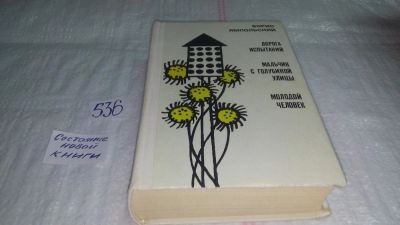 БОРИС
ЯМПОЛЬСКИЙ
ДОРОГА
ИСПЫТАНИЙ
МАЛЬЧИК
С ГОЛУБИНОЙ
УЛИЦЫ
МОЛОДОЙ
ЧЕЛОВЕК
536
Состояние
новой
книги